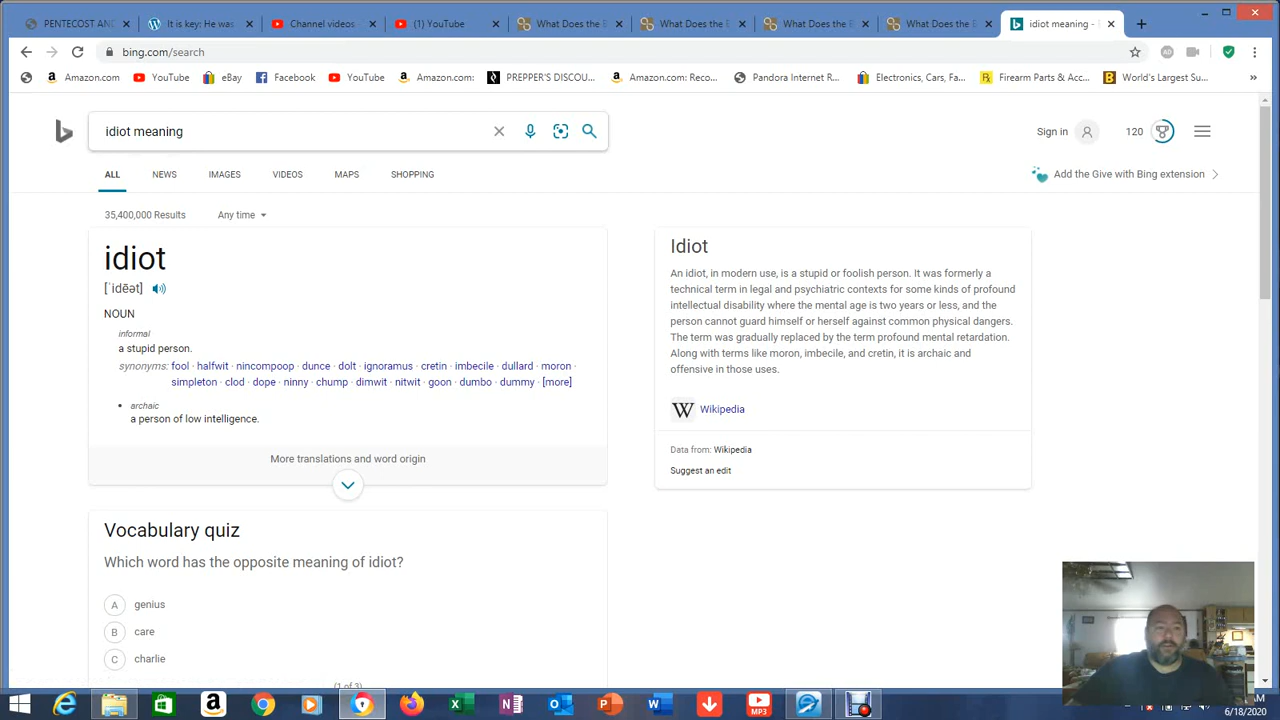 PENTECOST AND
It is key: He was
Channel videos -
(1) YouTube
What Does the B
What Does the E
What Does the E
What Does the E
idiot meaning -
bing.com/search
Amazon.com
YouTube
eBay
Facebook
YouTube
Amazon.com:
PREPPER'S DISCOU...
Amazon.com: Reco...
Pandora Internet R...
Electronics, Cars, Fa...
Firearm Parts & Acc...
World's Largest Su...
idiot meaning
Sign in
120
ALL NEWS IMAGES VIDEOS MAPS SHOPPING
Add the Give with Bing extension
35,400,000 Results Any time
idiot
[ˈidēət]
NOUN
informal
a stupid person.
synonyms: fool · halfwit · nincompoop · dunce · dolt · ignoramus · cretin · imbecile · dullard · moron ·
simpleton · clod · dope · ninny · chump · dimwit · nitwit · goon · dumbo · dummy · [more]
archaic
a person of low intelligence.
More translations and word origin
Idiot
An idiot, in modern use, is a stupid or foolish person. It was formerly a
technical term in legal and psychiatric contexts for some kinds of profound
intellectual disability where the mental age is two years or less, and the
person cannot guard himself or herself against common physical dangers.
The term was gradually replaced by the term profound mental retardation.
Along with terms like moron, imbecile, and cretin, it is archaic and
offensive in those uses.
W Wikipedia
Data from: Wikipedia
Suggest an edit
Vocabulary quiz
Which word has the opposite meaning of idiot?
A genius
B care
C charlie
(1 of 3)
MP3
AM
6/18/2020